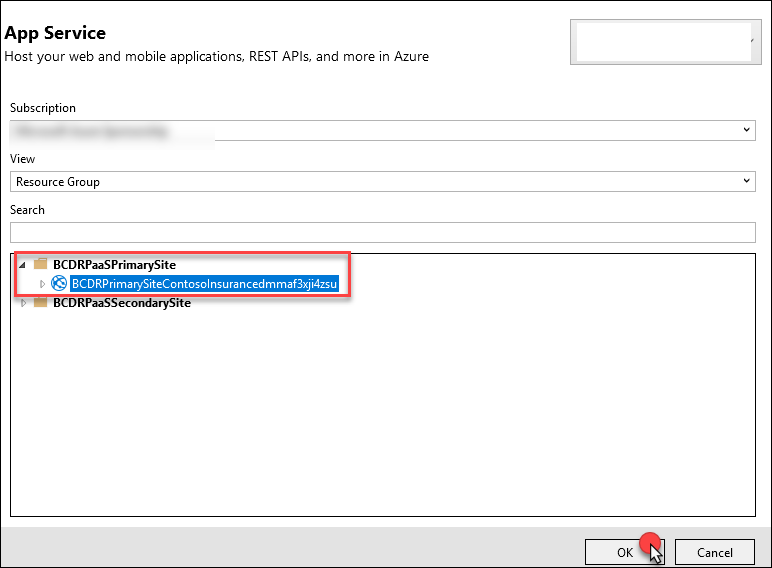 App Service
Host your web and mobile applications, REST APIs, and more in Azure
Subscription
View
Resource Group
Search
BCDRPaaSPrimarySite
BCDRPrimarySiteContosoInsurancedmmaf3xji4zsu
BCDRPaaSSecondarySite
OK
Cancel